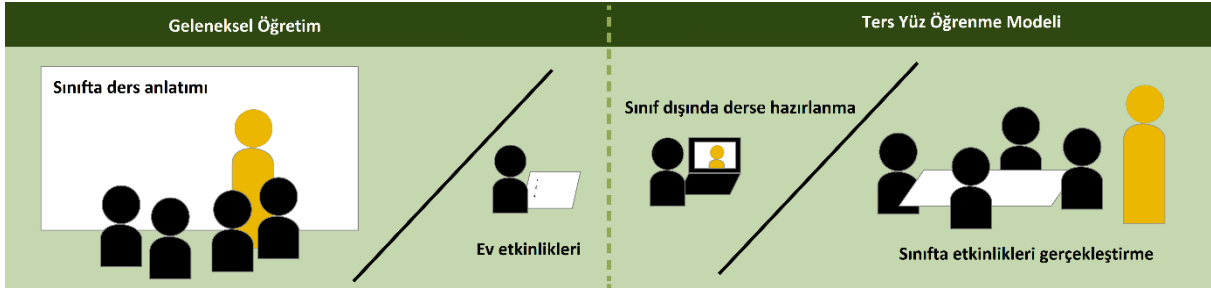 Geleneksel Öğretim
Sınıfta ders anlatımı
Ev etkinlikleri
Ters Yüz Öğrenme Modeli
Sınıf dışında derse hazırlanma
Sınıfta etkinlikleri gerçekleştirme